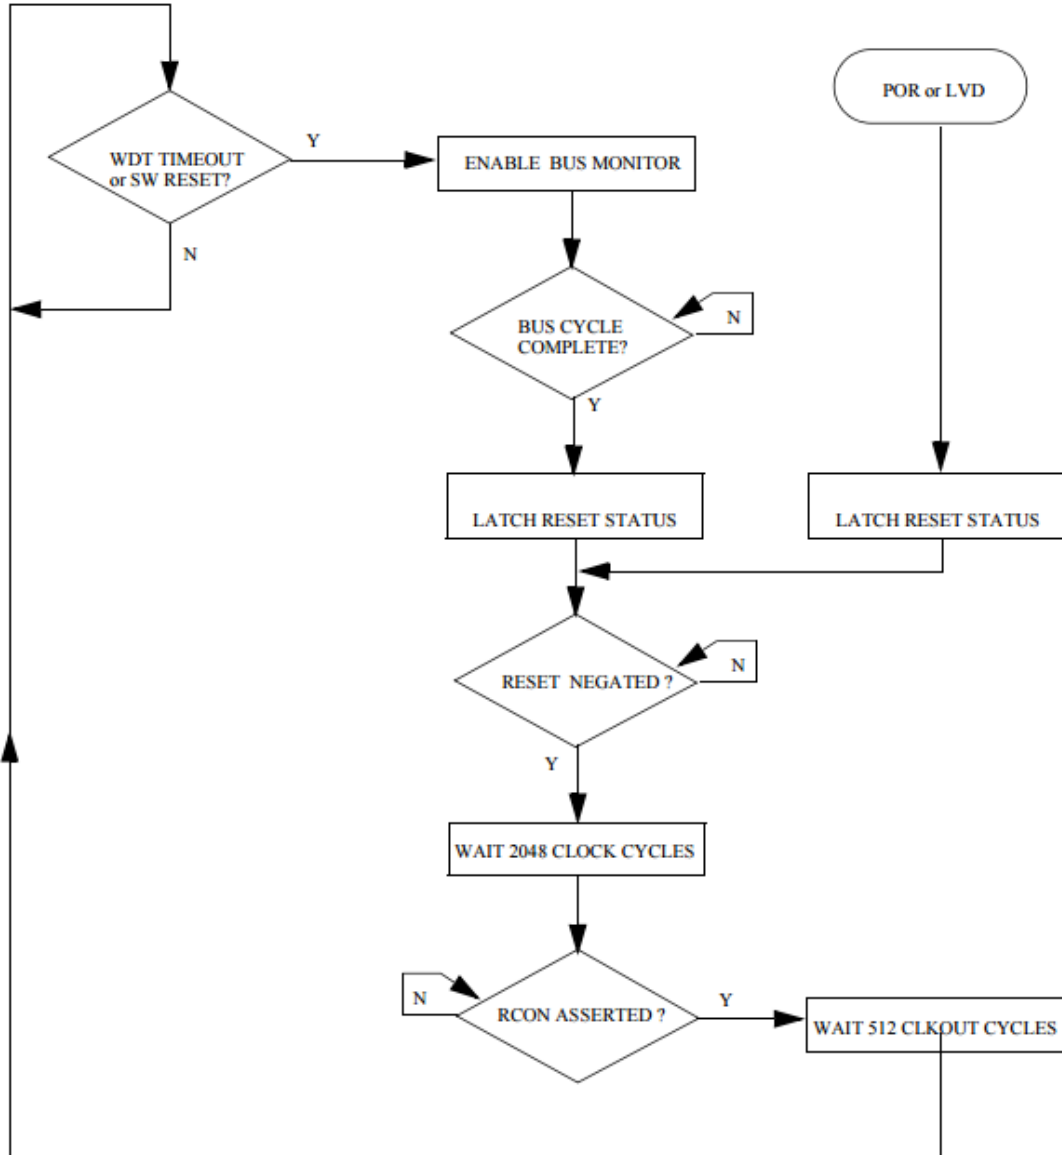 POR or LVD
Y
WDT TIMEOUT
or SW RESET?
ENABLE BUS MONITOR
N
BUS CYCLE
COMPLETE?
N
Y
LATCH RESET STATUS
LATCH RESET STATUS
RESET NEGATED ?
N
Y
WAIT 2048 CLOCK CYCLES
N
RCON ASSERTED ?
Y
WAIT 512 CLKOUT CYCLES